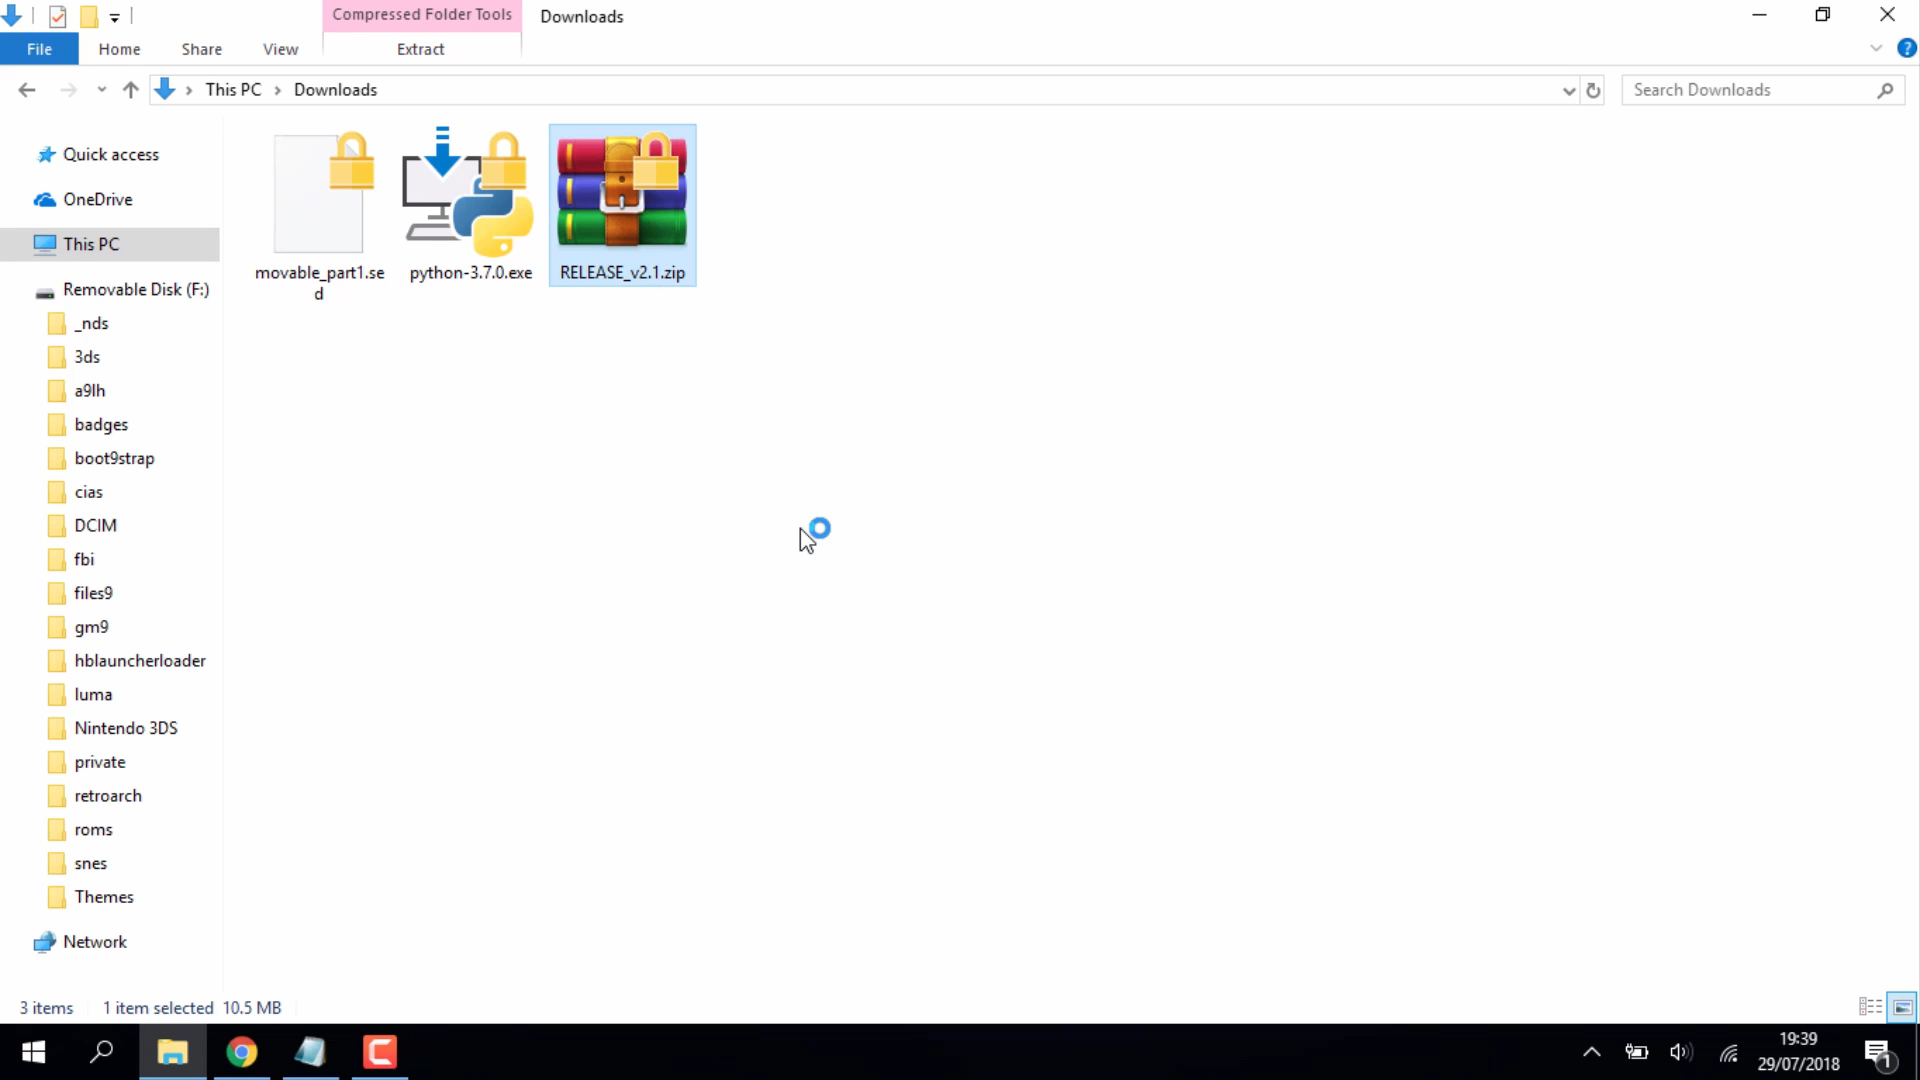 Compressed Folder Tools
Downloads
File
Home
Share
View
Extract
This PC
Downloads
Search Downloads
Quick access
OneDrive
This PC
Removable Disk (F:)
_nds
3ds
a9lh
badges
boot9strap
cias
DCIM
fbi
files9
gm9
hblauncherloader
luma
Nintendo 3DS
private
retroarch
roms
snes
Themes
Network
movable_part1.se
d
python-3.7.0.exe
RELEASE_v2.1.zip
3 items
1 item selected 10.5 MB
19:39
29/07/2018
1